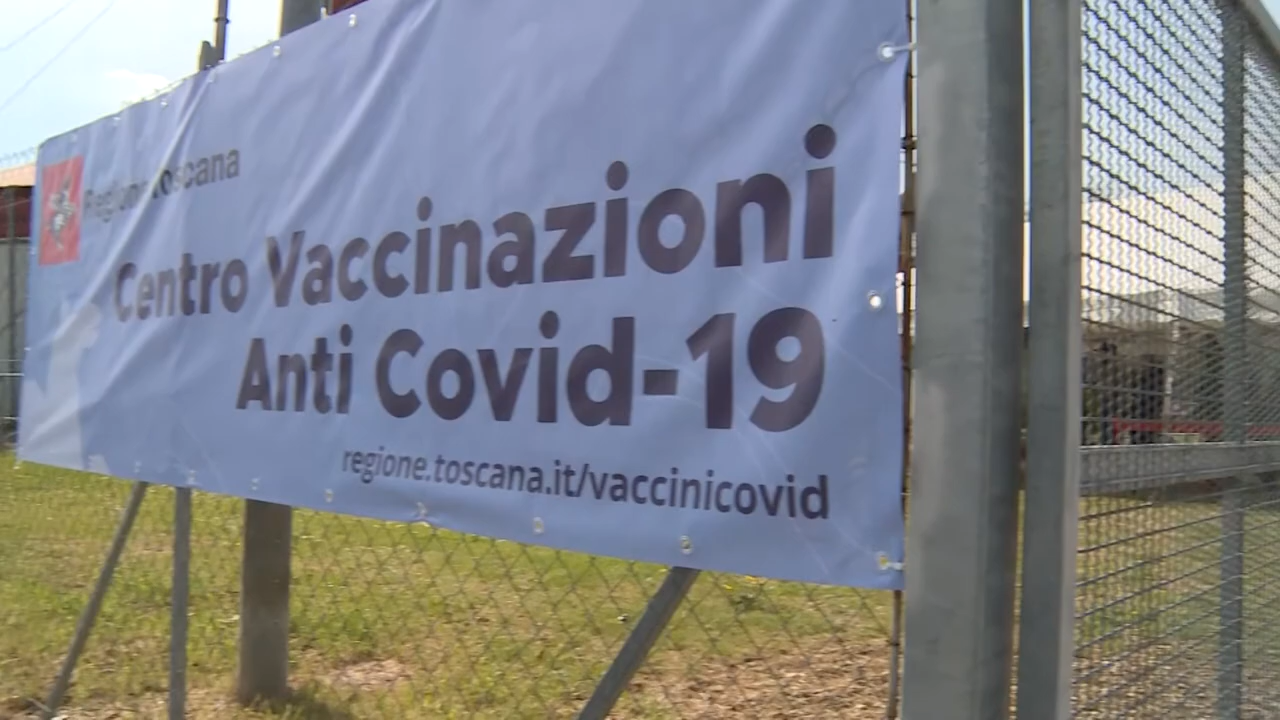 Regione Toscana
Centro Vaccinazioni
Anti Covid-19
regione.toscana.it/vaccinicovid